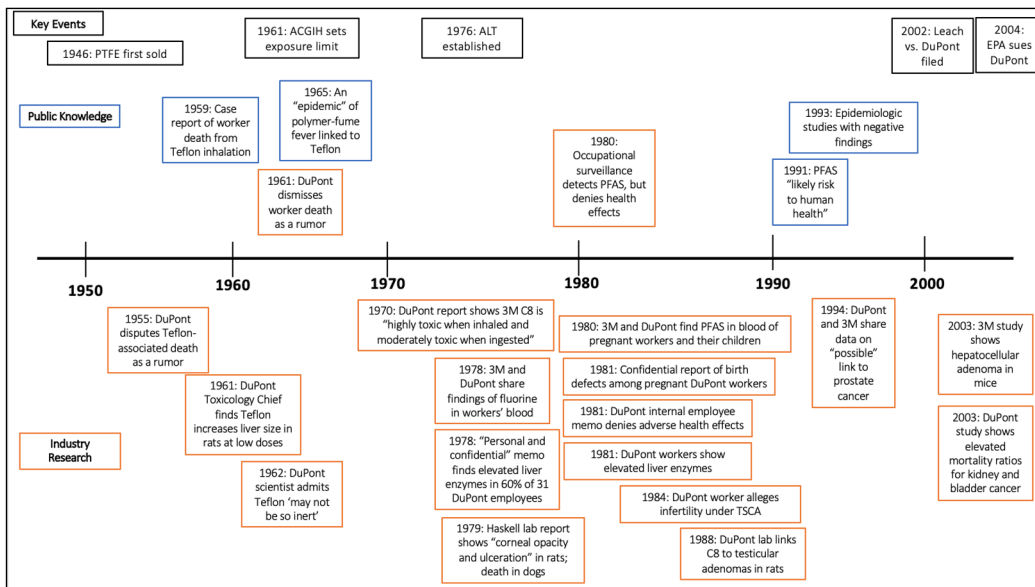 Key Events
1946: PTFE first sold
1961: ACGIH sets
exposure limit
1976: ALT
established
2002: Leach
vs. DuPont
filed
2004:
EPA sues
DuPont
Public Knowledge
1959: Case
report of worker
death from
Teflon inhalation
1965: An
"epidemic" of
polymer-fume
fever linked to
Teflon
1961: DuPont
dismisses
worker death
as a rumor
1980:
Occupational
surveillance
detects PFAS, but
denies health
effects
1993: Epidemiologic
studies with negative
findings
1991: PFAS
"likely risk
to human
health"
1950
1960
1970
1980
1990
2000
1955: DuPont
disputes Teflon-
associated death
as a rumor
1961: DuPont
Toxicology Chief
finds Teflon
increases liver size in
rats at low doses
Industry
Research
1962: DuPont
scientist admits
Teflon 'may not
be so inert'
1970: DuPont report shows 3M C8 is
"highly toxic when inhaled and
moderately toxic when ingested"
1978: 3M and
DuPont share
findings of fluorine
in workers' blood
1978: "Personal and
confidential" memo
finds elevated liver
enzymes in 60% of 31
DuPont employees
1979: Haskell lab report
shows "corneal opacity
and ulceration" in rats;
death in dogs
1980: 3M and DuPont find PFAS in blood of
pregnant workers and their children
1981: Confidential report of birth
defects among pregnant DuPont workers
1981: DuPont internal employee
memo denies adverse health effects
1981: DuPont workers show
elevated liver enzymes
1984: DuPont worker alleges
infertility under TSCA
1988: DuPont lab links
C8 to testicular
adenomas in rats
1994: DuPont
and 3M share
data on
"possible"
link to
prostate
cancer
2003: 3M study
shows
hepatocellular
adenoma in
mice
2003: DuPont
study shows
elevated
mortality ratios
for kidney and
bladder cancer